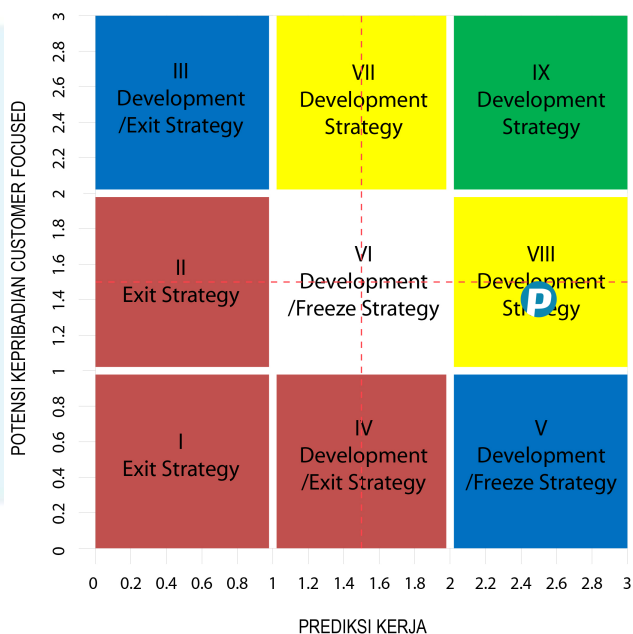 POTENSI KEPRIBADIAN CUSTOMER FOCUSED
3
2.8
2.6
2.4
2.2
2
1.8
1.6
1.4
1.2
1
0.8
0.6
0.4
0.2
0
III
Development
/Exit Strategy
VII
Development
Strategy
IX
Development
Strategy
II
Exit Strategy
VI
Development
/Freeze Strategy
VIII
Development
Strategy
P
I
Exit Strategy
IV
Development
/Exit Strategy
V
Development
/Freeze Strategy
0 0.2 0.4 0.6 0.8 1 1.2 1.4 1.6 1.8 2 2.2 2.4 2.6 2.8 3
PREDIKSI KERJA